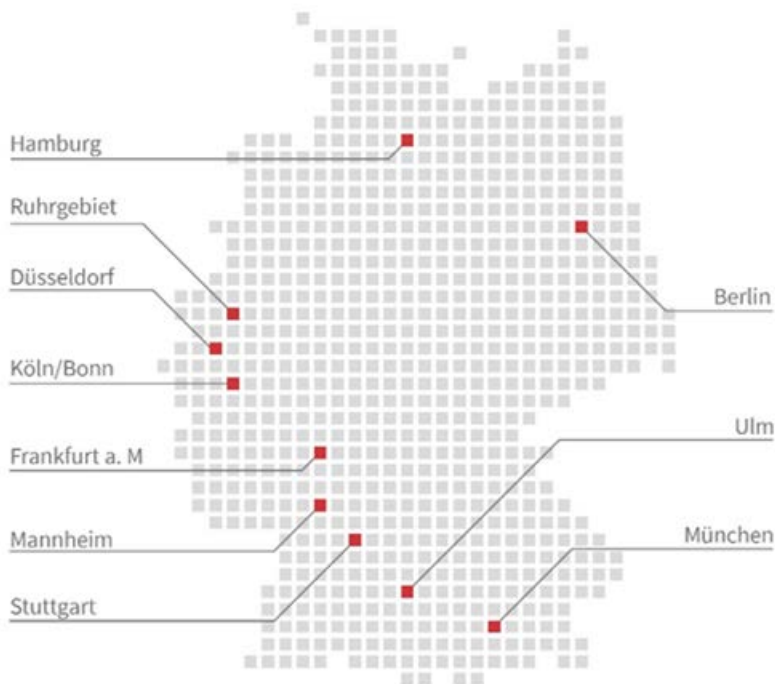 Hamburg
Ruhrgebiet
Düsseldorf
Berlin
Köln/Bonn
Ulm
Frankfurt a. M
Mannheim
München
Stuttgart